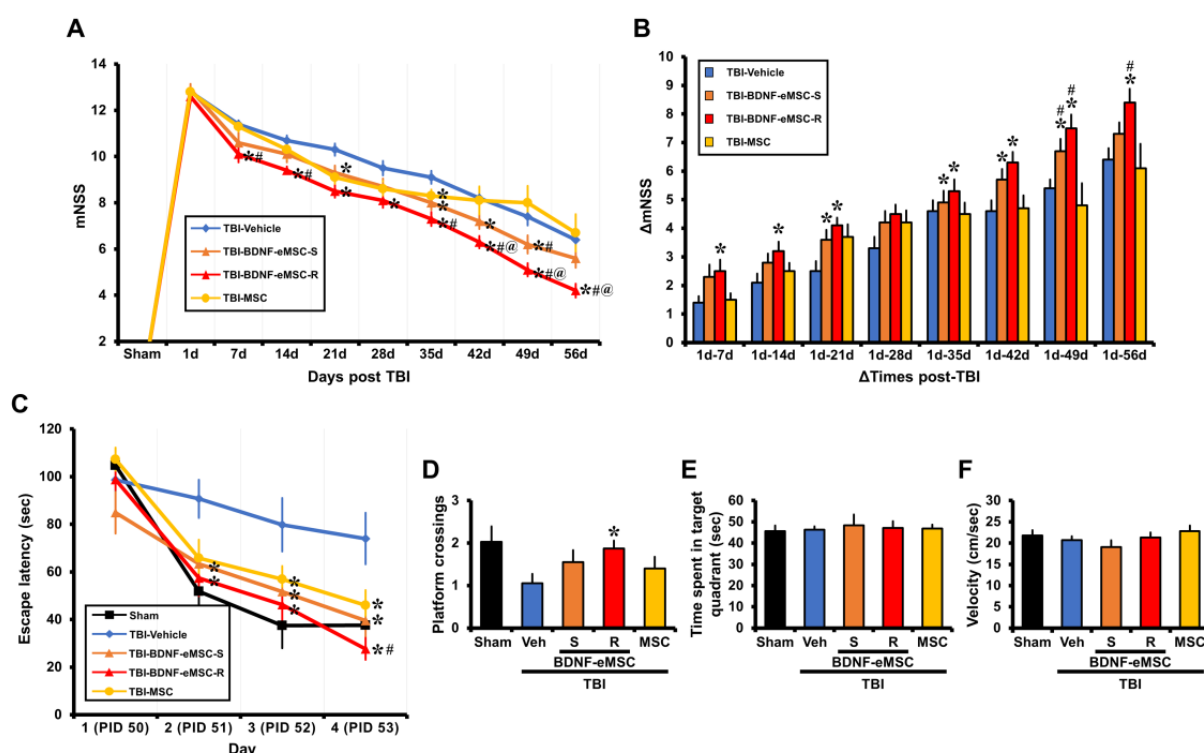 A
mNSS
14
12
10
8
6
4
2
TBI-Vehicle
TBI-BDNF-eMSC-S
TBI-BDNF-eMSC-R
TBI-MSC
*#
*#
*
*
*
*
*
*#
*
*#@
*#
*#@
*#@
Sham 1d 7d 14d 21d 28d 35d 42d 49d 56d
Days post TBI
B
ΔmNSS
10
9
8
7
6
5
4
3
2
1
0
TBI-Vehicle
TBI-BDNF-eMSC-S
TBI-BDNF-eMSC-R
TBI-MSC
*
*
* *
* *
* *
# #
* *
#
*
1d-7d 1d-14d 1d-21d 1d-28d 1d-35d 1d-42d 1d-49d 1d-56d
ΔTimes post-TBI
C
Escape latency (sec)
120
100
80
60
40
20
0
Sham
TBI-Vehicle
TBI-BDNF-eMSC-S
TBI-BDNF-eMSC-R
TBI-MSC
*
*
*
*
*
*
*#
1 (PID 50) 2 (PID 51) 3 (PID 52) 4 (PID 53)
Day
D
Platform crossings
3
2
1
0
*
Sham Veh S R MSC
BDNF-eMSC
TBI
E
Time spent in target
quadrant (sec)
60
50
40
30
20
10
0
Sham Veh S R MSC
BDNF-eMSC
TBI
F
Velocity (cm/sec)
30
25
20
15
10
5
0
Sham Veh S R MSC
BDNF-eMSC
TBI